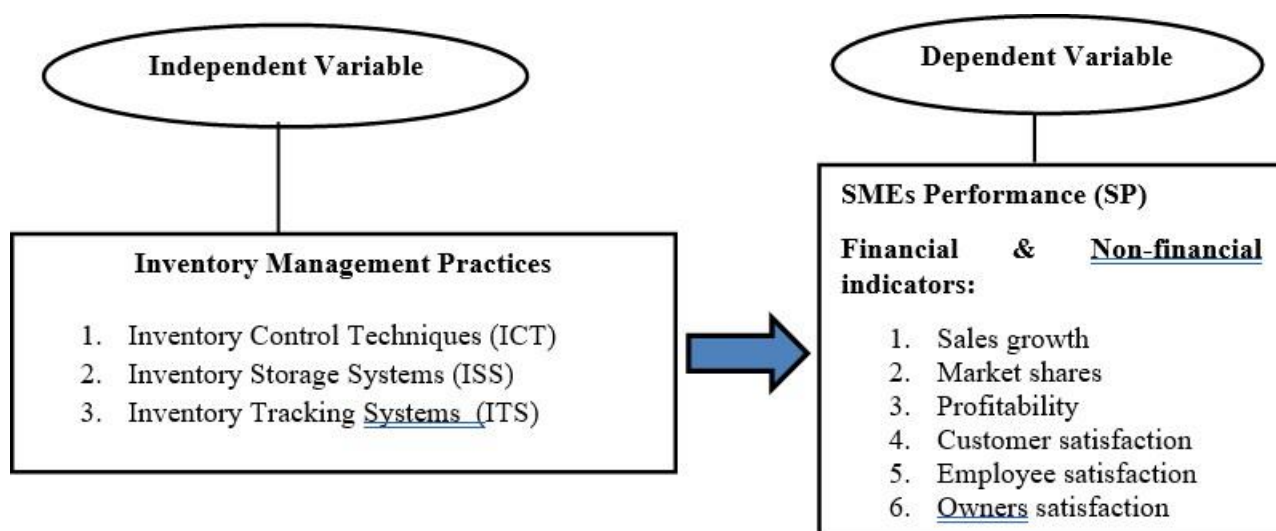 Independent Variable
Inventory Management Practices
1. Inventory Control Techniques (ICT)
2. Inventory Storage Systems (ISS)
3. Inventory Tracking Systems (ITS)
Dependent Variable
SMEs Performance (SP)
Financial & Non-financial
indicators:
1. Sales growth
2. Market shares
3. Profitability
4. Customer satisfaction
5. Employee satisfaction
6. Owners satisfaction